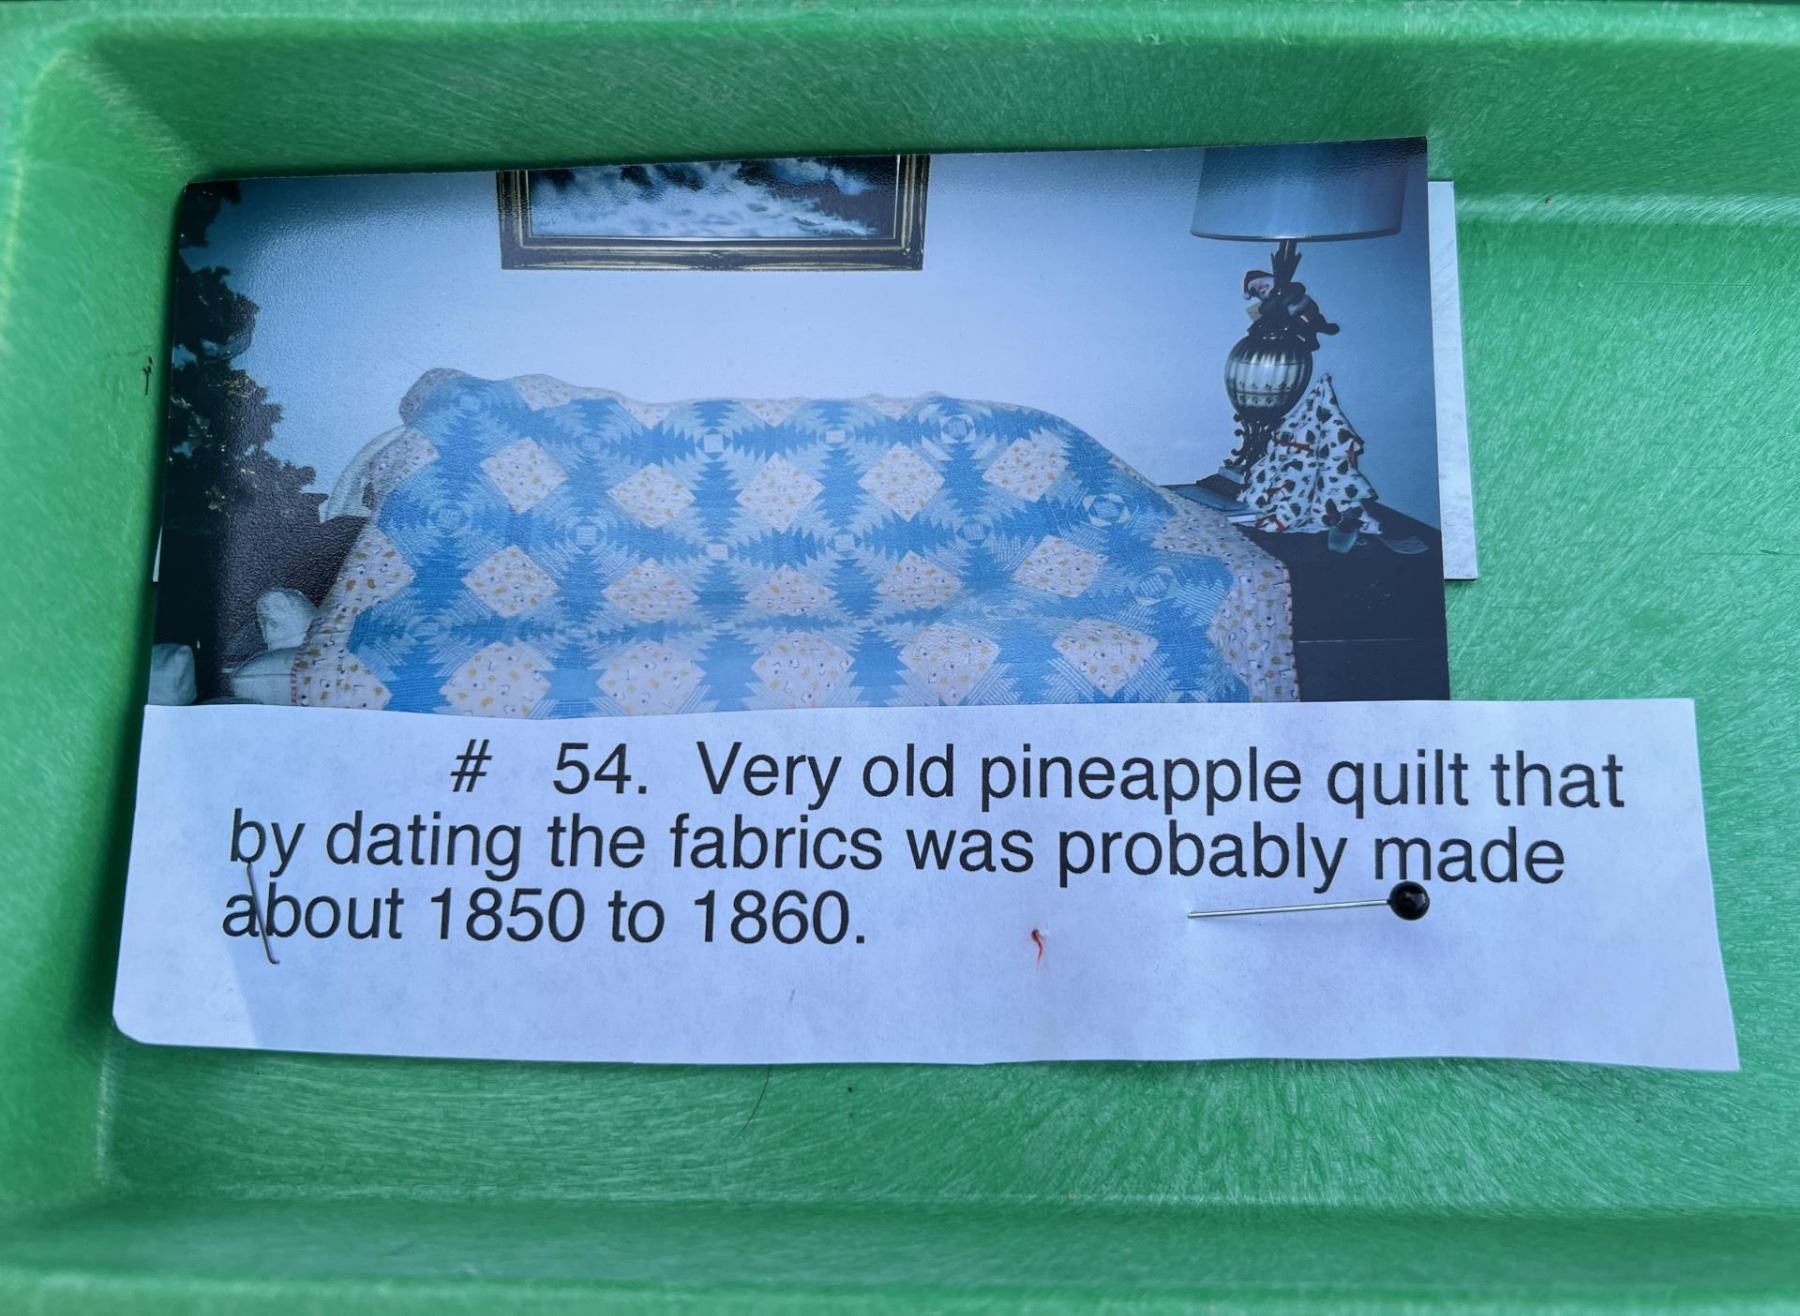 # 54. Very old pineapple quilt that
by dating the fabrics was probably made
about 1850 to 1860.